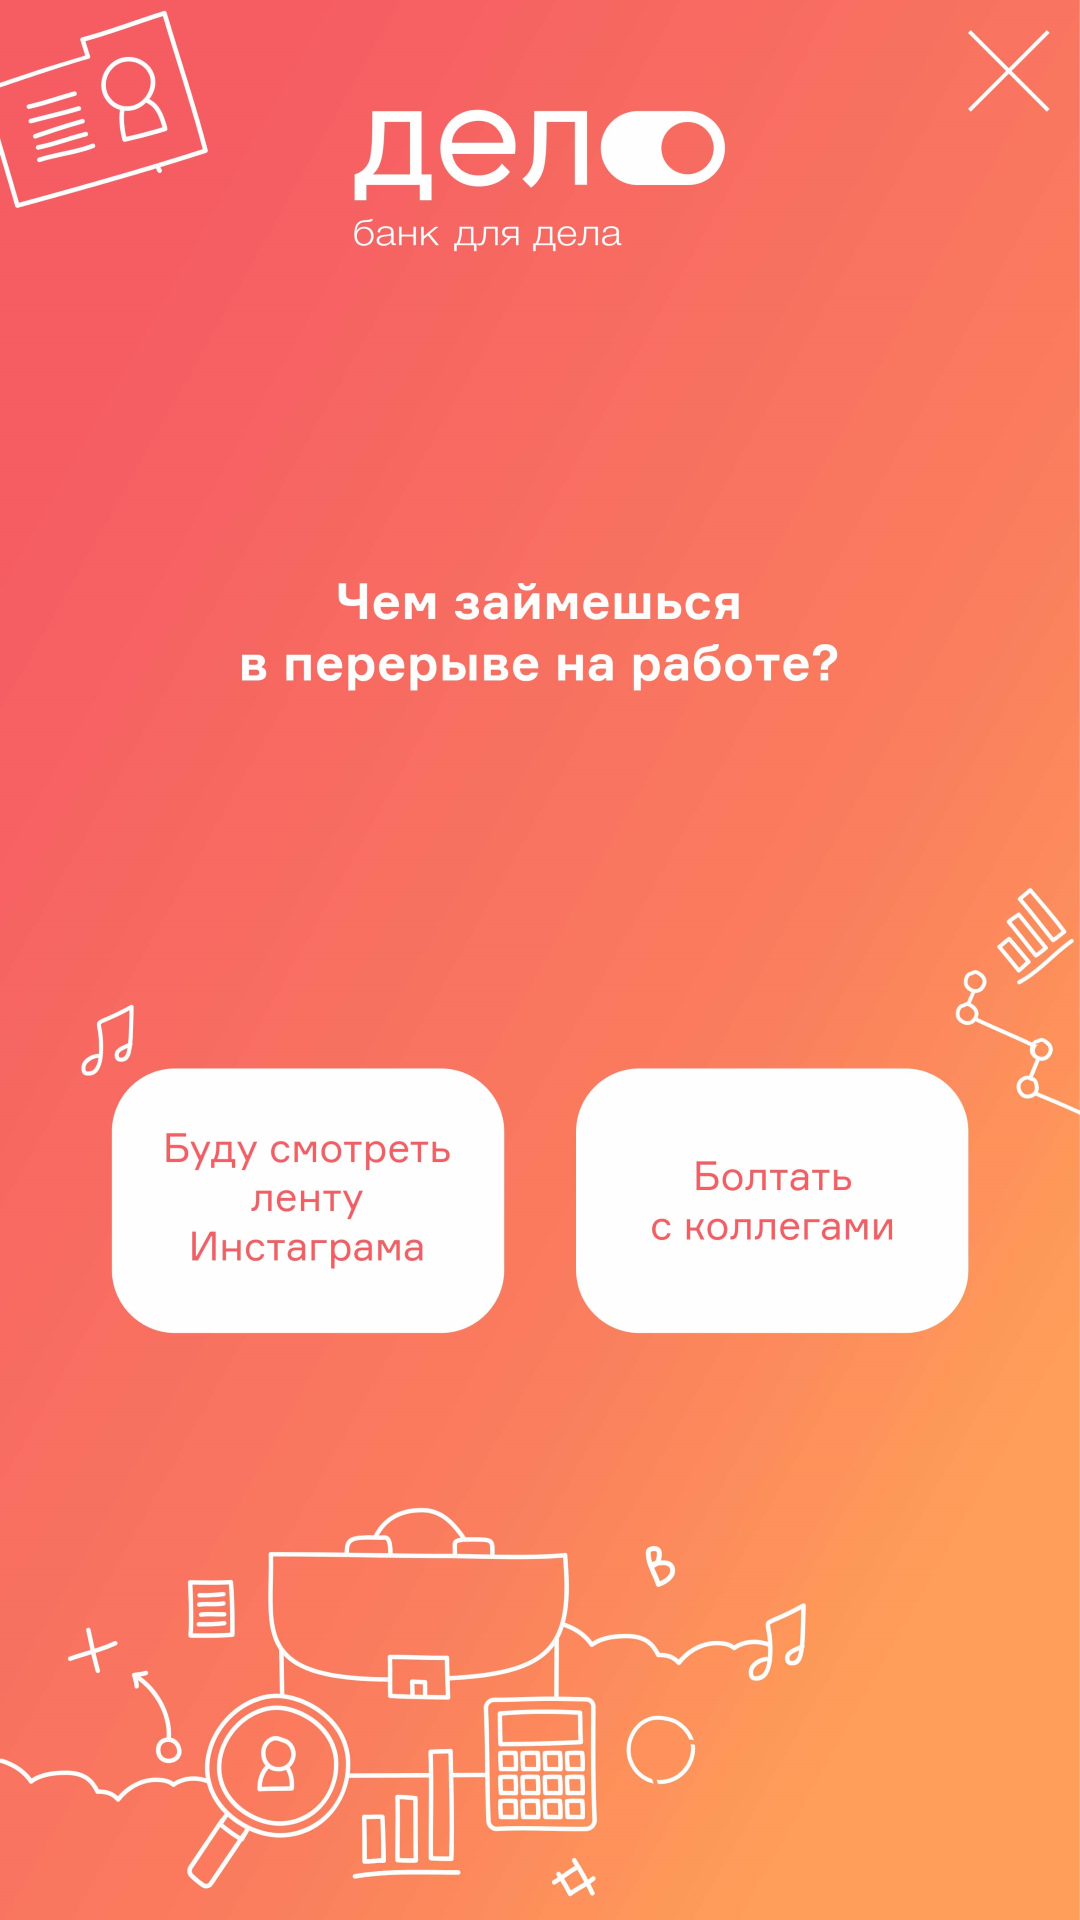 дело
банк для дела
Чем займешься
в перерыве на работе?
Буду смотреть
ленту
Инстаграма
Болтать
с коллегами
B